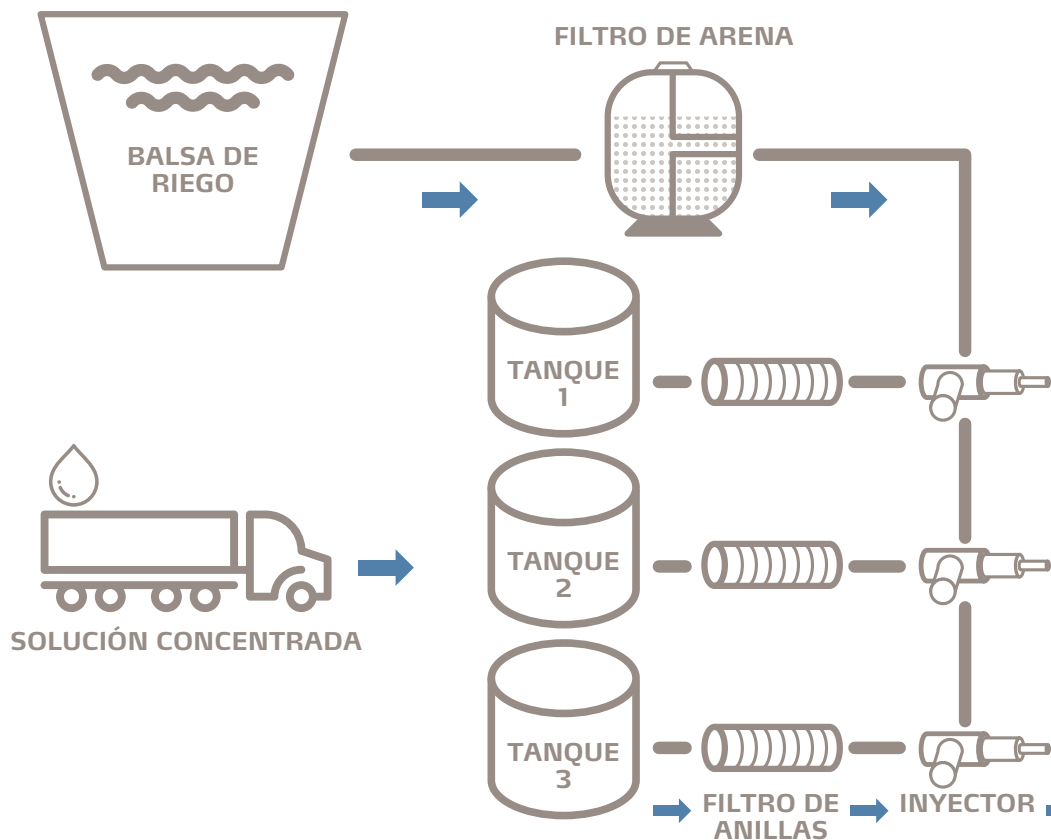 FILTRO DE ARENA
BALSA DE
RIEGO
TANQUE
1
TANQUE
2
SOLUCIÓN CONCENTRADA
TANQUE
3
FILTRO DE
ANILLAS
INYECTOR